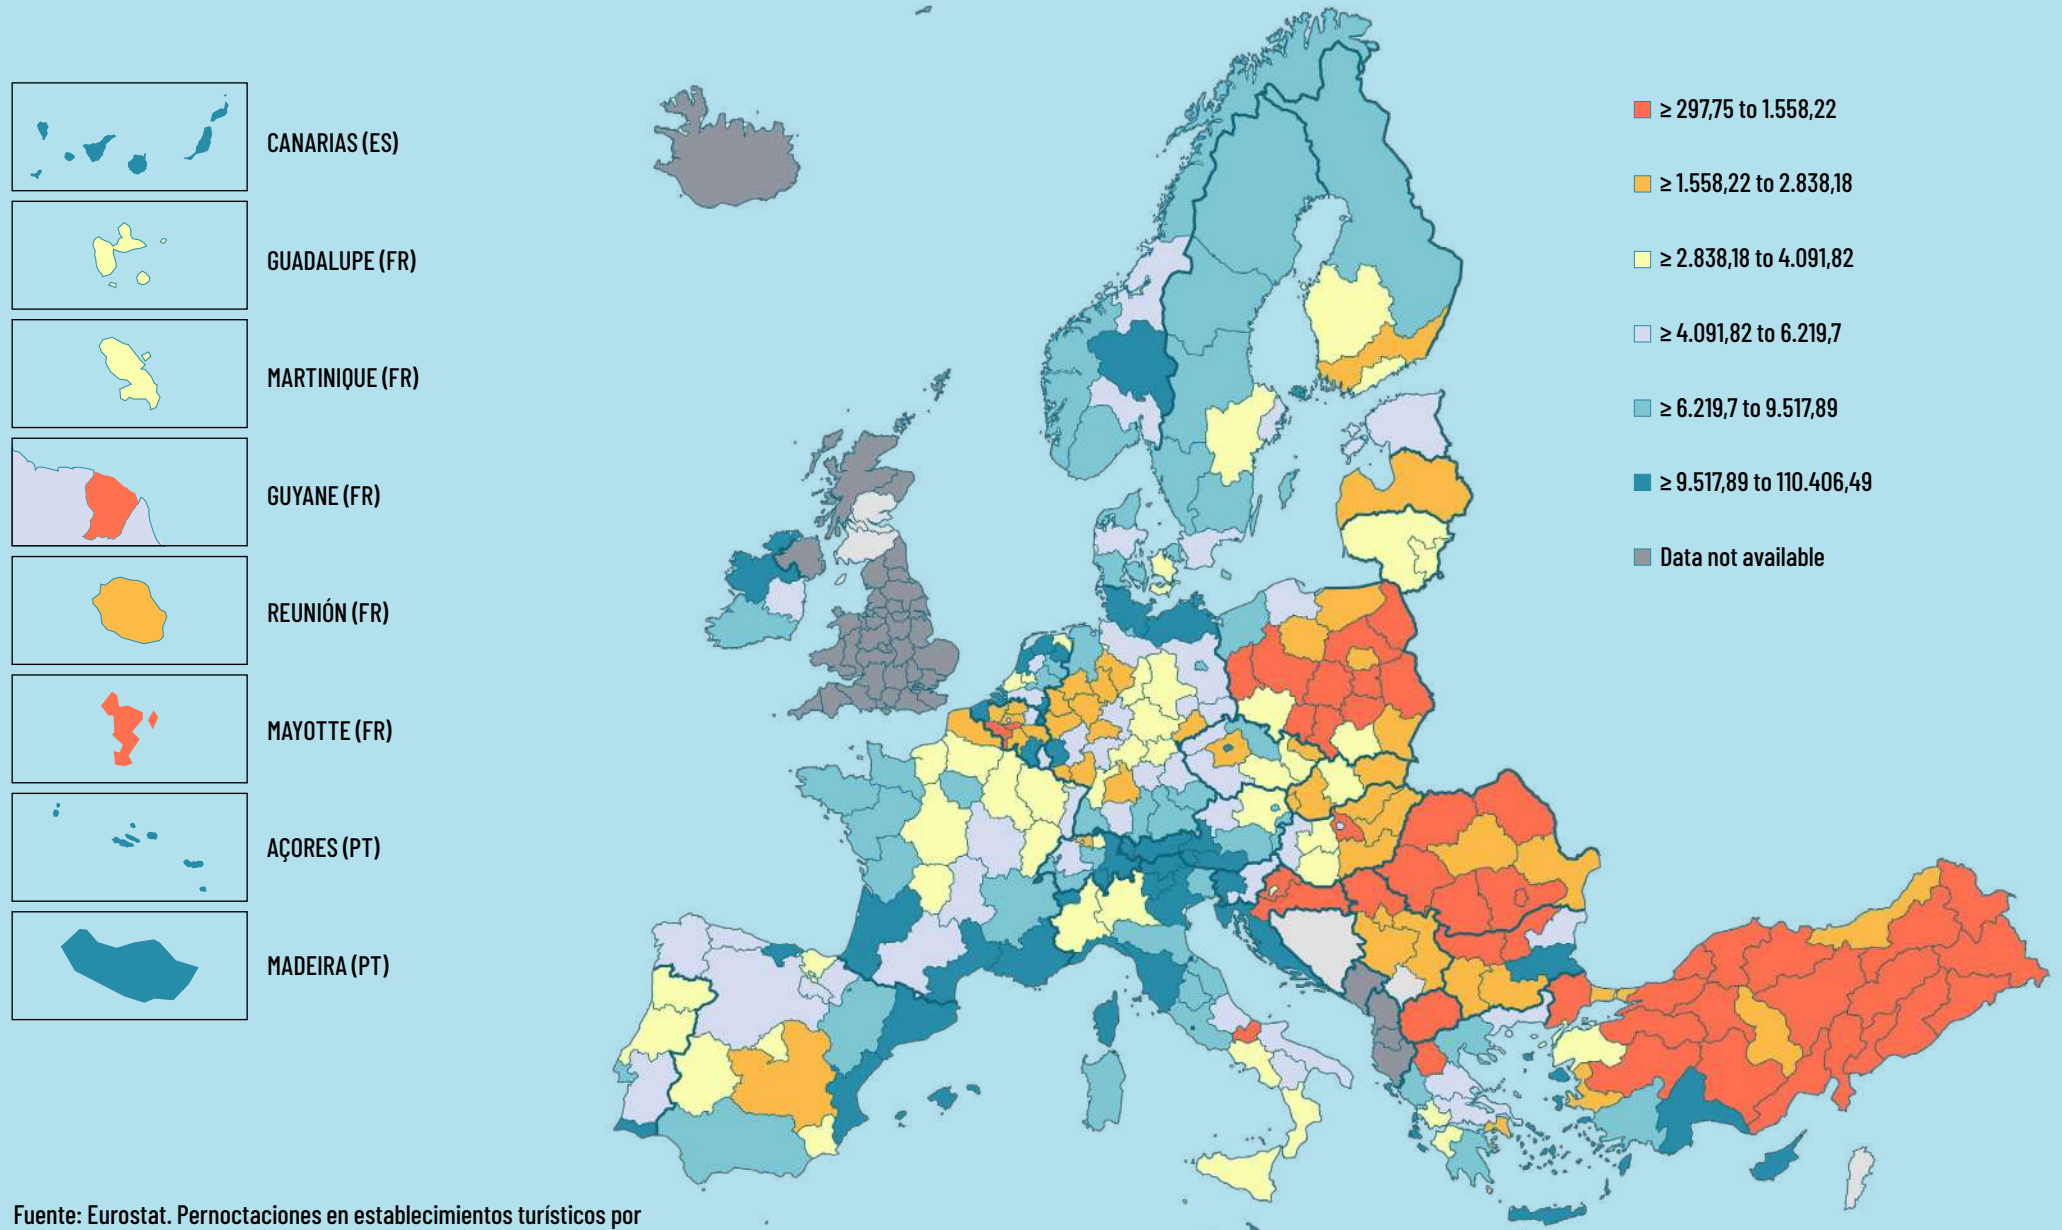 CANARIAS (ES)
GUADALUPE (FR)
MARTINIQUE (FR)
GUYANE (FR)
REUNIÓN (FR)
MAYOTTE (FR)
AÇORES (PT)
MADEIRA (PT)
≥ 297,75 to 1.558,22
≥ 1.558,22 to 2.838,18
≥ 2.838,18 to 4.091,82
≥ 4.091,82 to 6.219,7
≥ 6.219,7 to 9.517,89
≥ 9.517,89 to 110.406,49
Data not available
Fuente: Eurostat. Pernoctaciones en establecimientos turísticos por